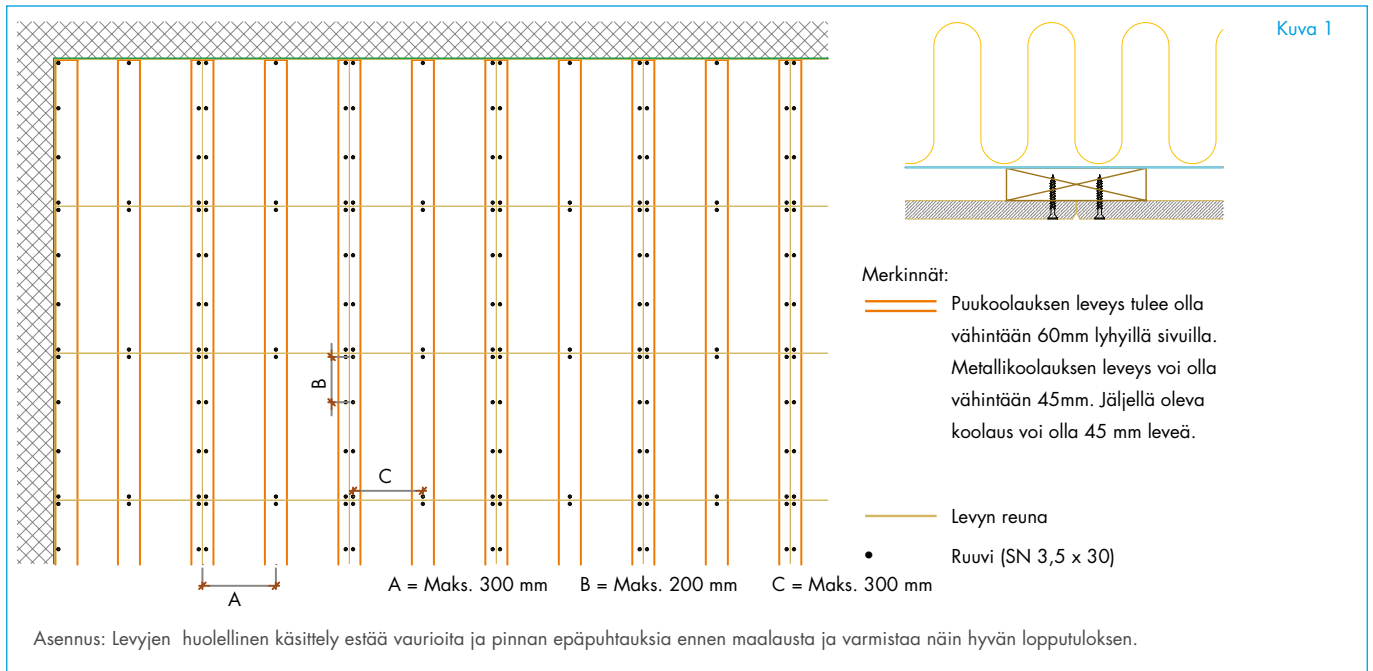 Kuva 1
Merkinnät:
Puukoolauksen leveys tulee olla
vähintään 60mm lyhyillä sivuilla.
Metallikoolauksen leveys voi olla
vähintään 45mm. Jäljellä oleva
koolaus voi olla 45 mm leveä.
B
C
Levyn reuna
Ruuvi (SN 3,5 x 30)
A
A = Maks. 300 mm B = Maks. 200 mm C = Maks. 300 mm
Asennus: Levyjen huolellinen käsittely estää vaurioita ja pinnan epäpuhtauksia ennen maalausta ja varmistaa näin hyvän lopputuloksen.